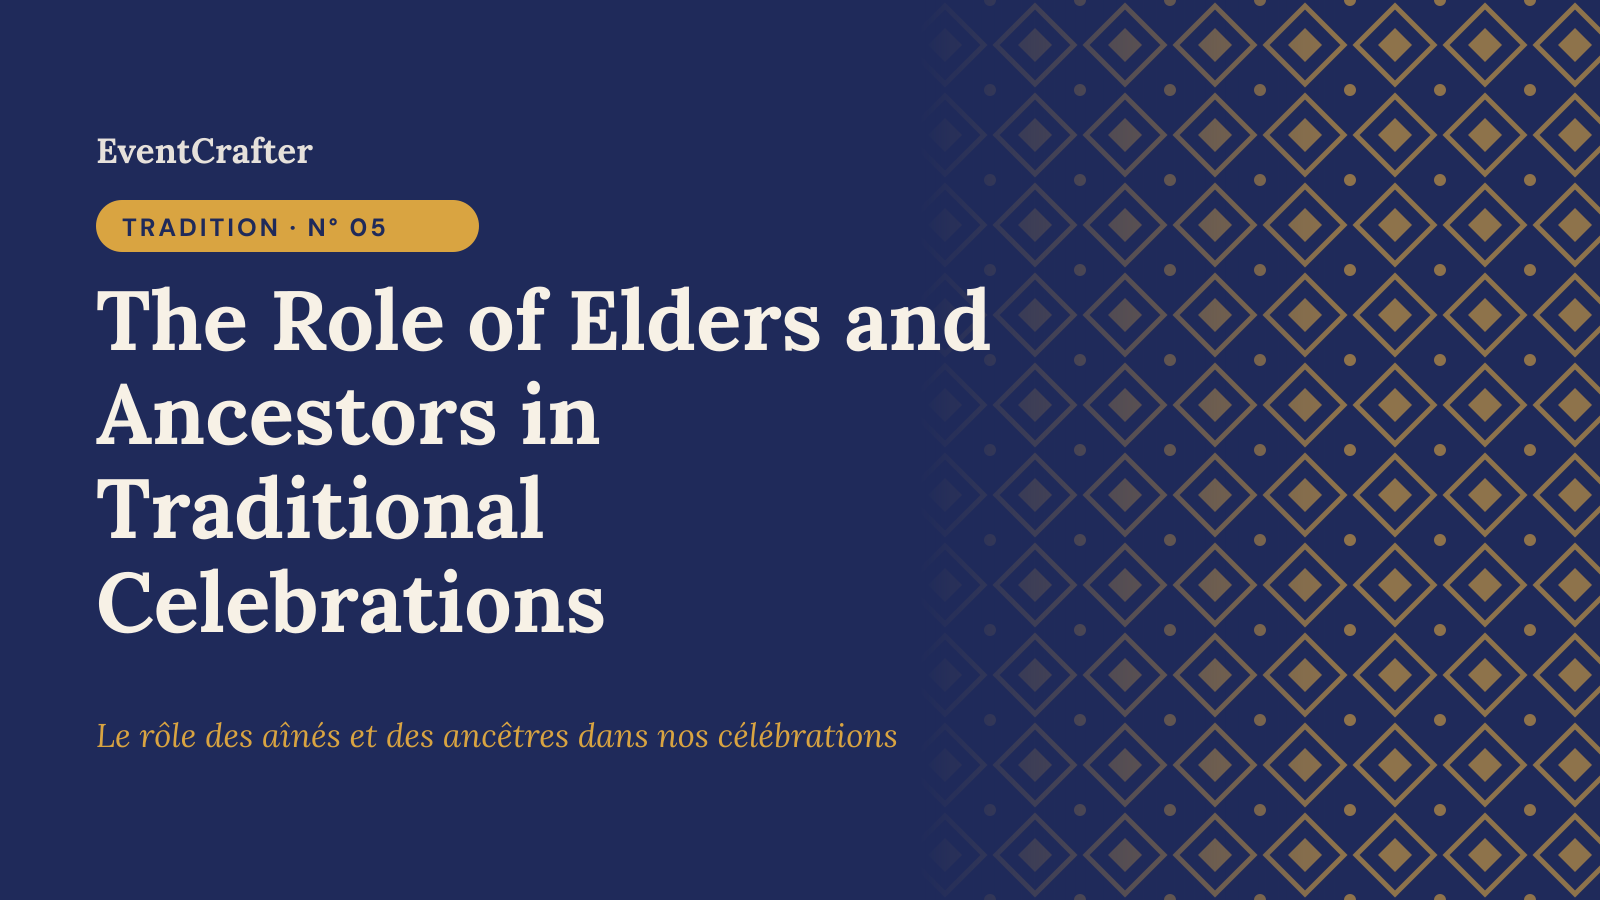 EventCrafter
TRADITION · N° 05
The Role of Elders and
Ancestors in
Traditional
Celebrations
Le rôle des aînés et des ancêtres dans nos célébrations